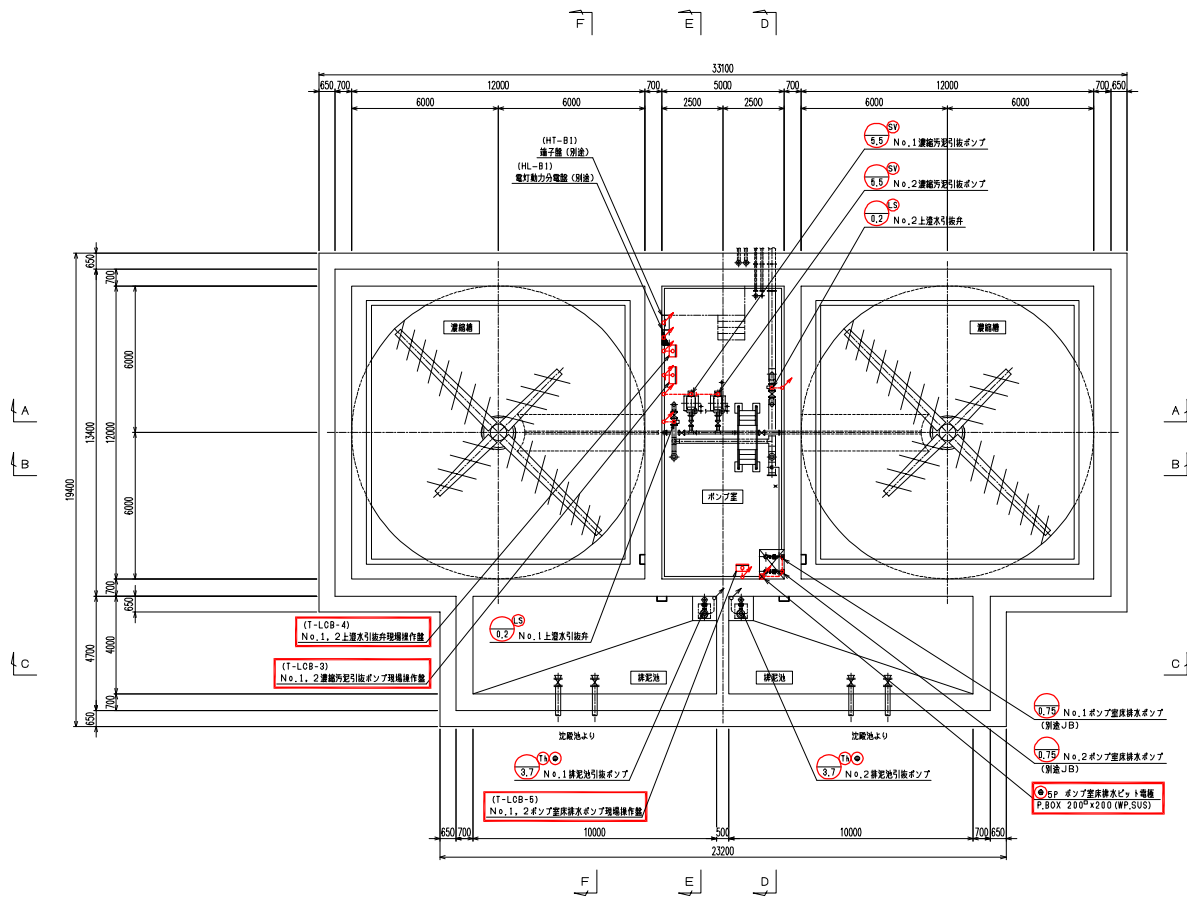 F
E
D
33100
650
700
12000
700
5000
700
12000
700
650
6000
6000
2500
2500
6000
6000
(HT-B1)
端子盤(別途)
(HL-B1)
電灯動力分電盤(別途)
SV
5.5
No.1濃縮汚泥引抜ポンプ
SV
5.5
No.2濃縮汚泥引抜ポンプ
LS
0.2
No.2上澄水引抜弁
650
700
濃縮槽
濃縮槽
6000
A
A
19400
13400
12000
B
B
6000
ポンプ室
700
650
(T-LCB-4)
No.1, 2上澄水引抜弁現場操作盤
LS
0.2
No.1上澄水引抜弁
4700
4000
C
C
(T-LCB-3)
No.1, 2濃縮汚泥引抜ポンプ現場操作盤
排泥池
排泥池
700
650
0.75
No.1ポンプ室床排水ポンプ
(別途JB)
沈殿池より
沈殿池より
0.75
No.2ポンプ室床排水ポンプ
(別途JB)
Th
3.7
No.1排泥池引抜ポンプ
Th
3.7
No.2排泥池引抜ポンプ
5P ポンプ室床排水ピット電極
P.BOX 200□×200(WP.SUS)
(T-LCB-5)
No.1, 2ポンプ室床排水ポンプ現場操作盤
650
700
10000
500
10000
700
650
23200
F
E
D